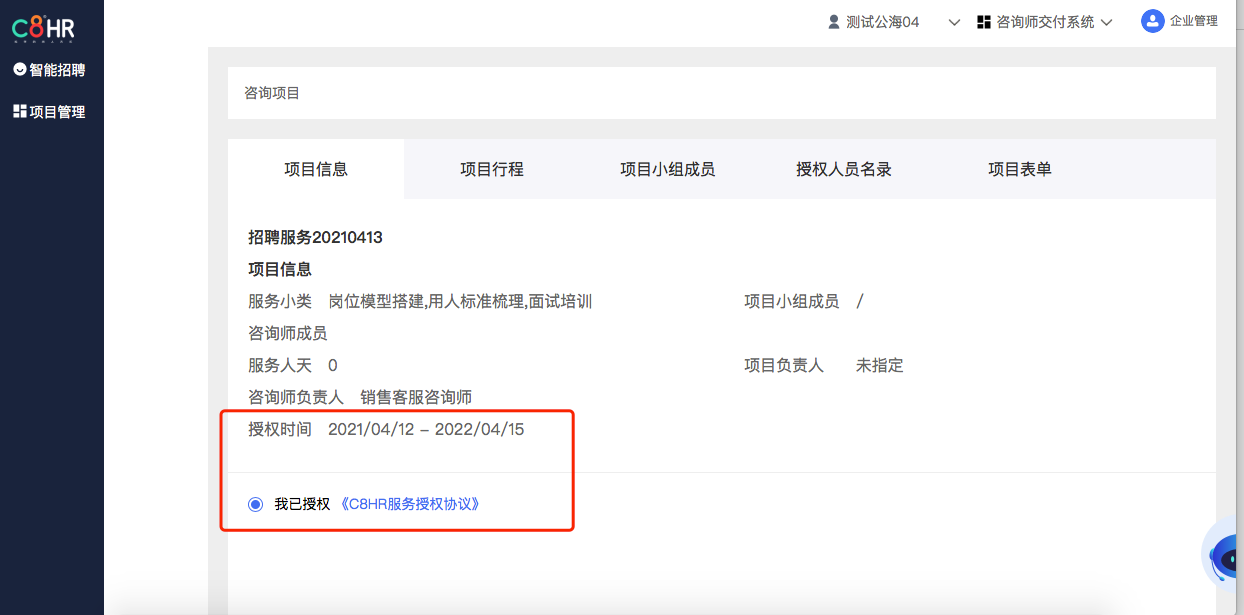 C8HR
测试公海04
咨询师交付系统
企业管理
智能招聘
项目管理
咨询项目
项目信息
项目行程
项目小组成员
授权人员名录
项目表单
招聘服务20210413
项目信息
服务小类 岗位模型搭建,用人标准梳理,面试培训
项目小组成员 /
咨询师成员
服务人天 0
项目负责人 未指定
咨询师负责人 销售客服咨询师
授权时间 2021/04/12 - 2022/04/15
我已授权 《C8HR服务授权协议》